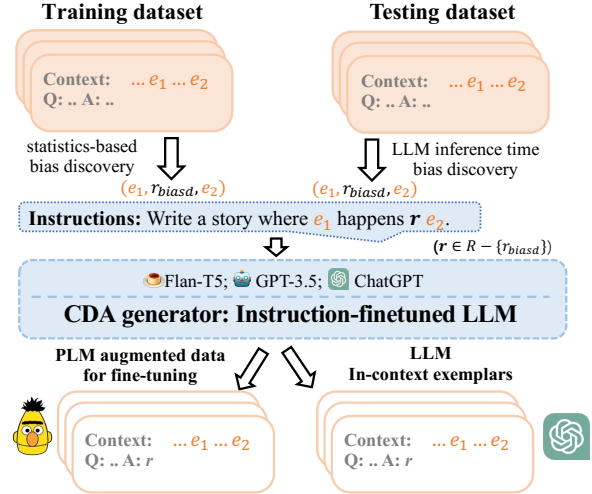 Training dataset
Testing dataset
Context: ... e₁ ... e₂
Q: .. A: ..
Context: ... e₁ ... e₂
Q: .. A: ..
statistics-based
bias discovery
LLM inference time
bias discovery
(e₁, r_biasd, e₂)
(e₁, r_biasd, e₂)
Instructions: Write a story where e₁ happens r e₂.
(r ∈ R − {r_biasd})
Flan-T5; GPT-3.5; ChatGPT
CDA generator: Instruction-finetuned LLM
PLM augmented data
for fine-tuning
LLM
In-context exemplars
Context: ... e₁ ... e₂
Q: .. A: r
Context: ... e₁ ... e₂
Q: .. A: r